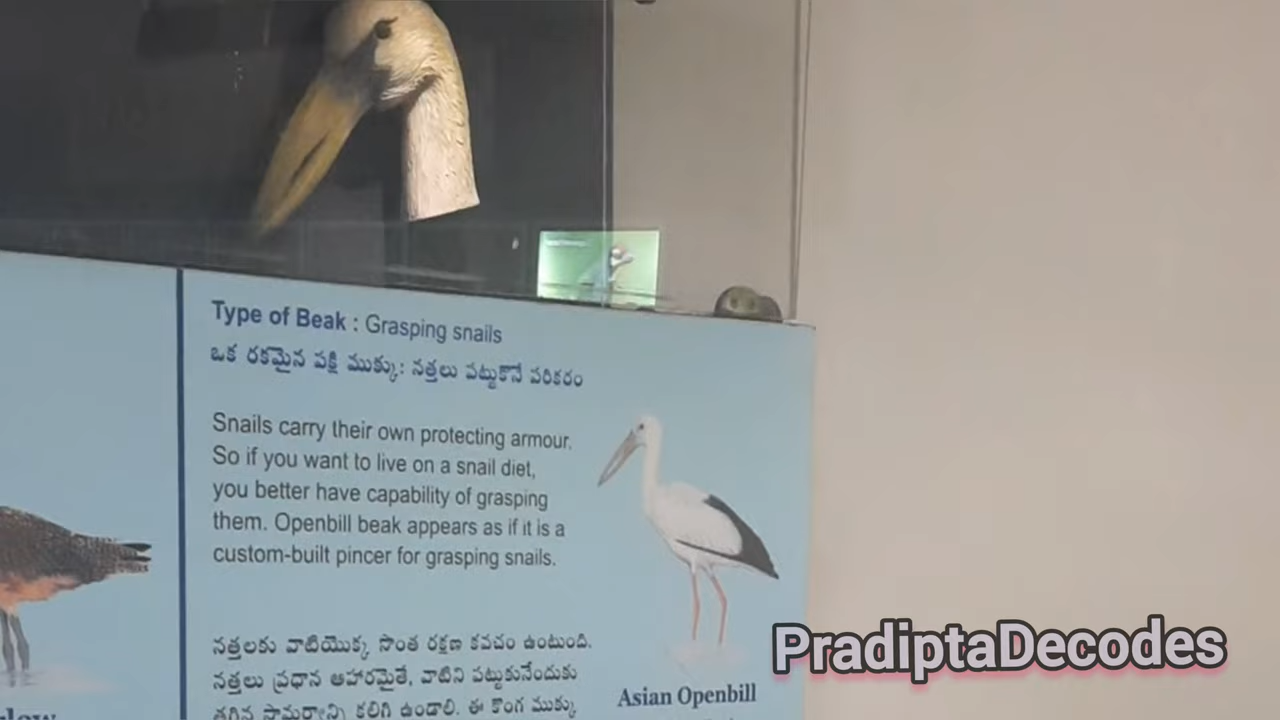 Type of Beak : Grasping snails
ఒక రకమైన పక్షి ముక్కు: నత్తలు పట్టుకొనే పరికరం
Snails carry their own protecting armour.
So if you want to live on a snail diet,
you better have capability of grasping
them. Openbill beak appears as if it is a
custom-built pincer for grasping snails.
నత్తలకు వాటియొక్క సొంత రక్షణ కవచం ఉంటుంది.
నత్తలు ప్రధాన ఆహారమైతే, వాటిని పట్టుకునేందుకు
తగిన సామర్థ్యాన్ని కలిగి ఉండాలి. ఈ కొంగ ముక్కు
Asian Openbill
PradiptaDecodes